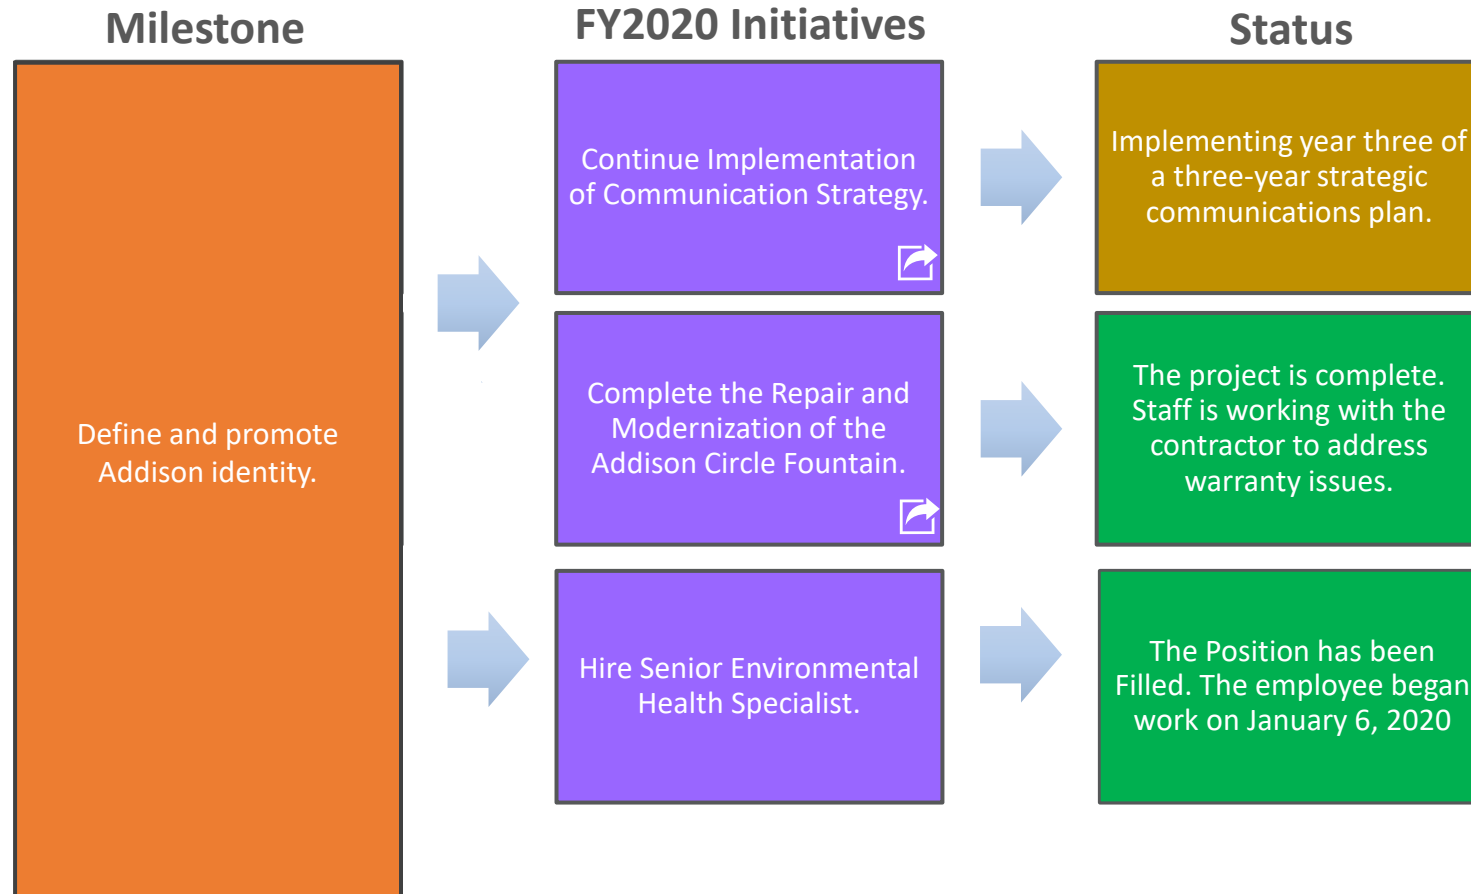 Milestone
FY2020 Initiatives
Status
Define and promote
Addison identity.
Continue Implementation
of Communication Strategy.
Implementing year three of
a three-year strategic
communications plan.
Complete the Repair and
Modernization of the
Addison Circle Fountain.
The project is complete.
Staff is working with the
contractor to address
warranty issues.
Hire Senior Environmental
Health Specialist.
The Position has been
Filled. The employee began
work on January 6, 2020